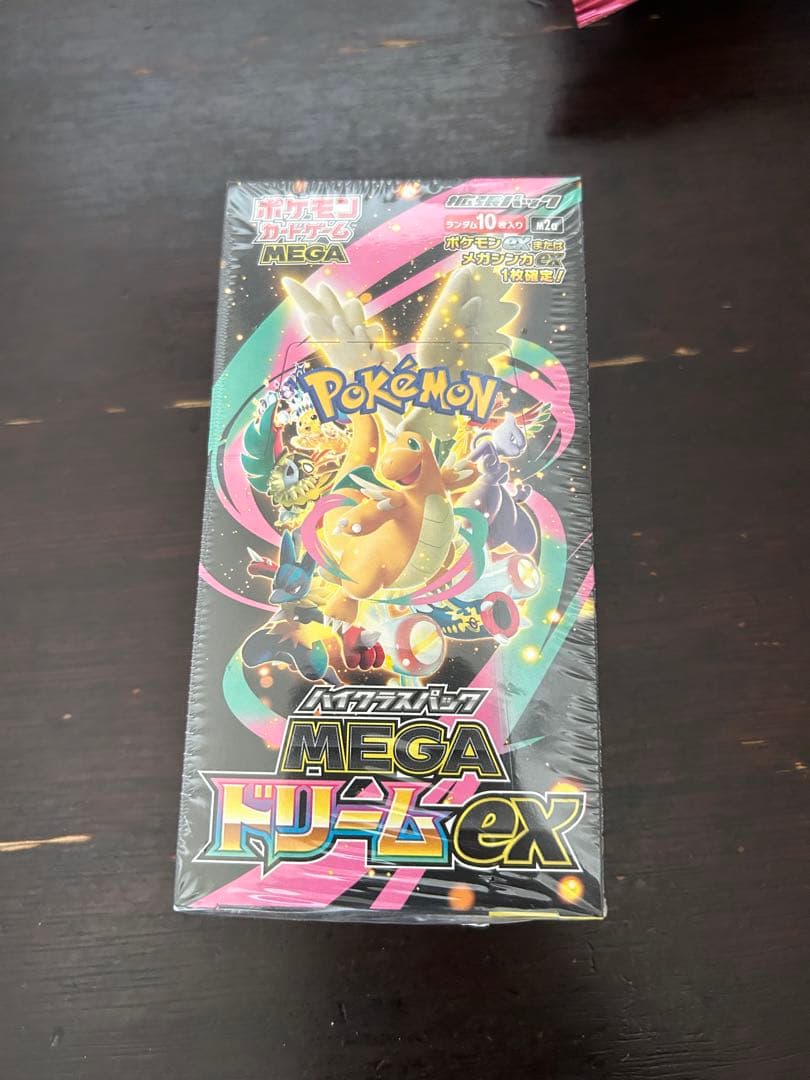 ポケモン
カードゲーム
MEGA
ハイクラスパック
ランダム10枚入り
M2a
ポケモンexまたは
メガシンカex
1枚確定!
POKéMON
ハイクラスパック
MEGA
ドリームex